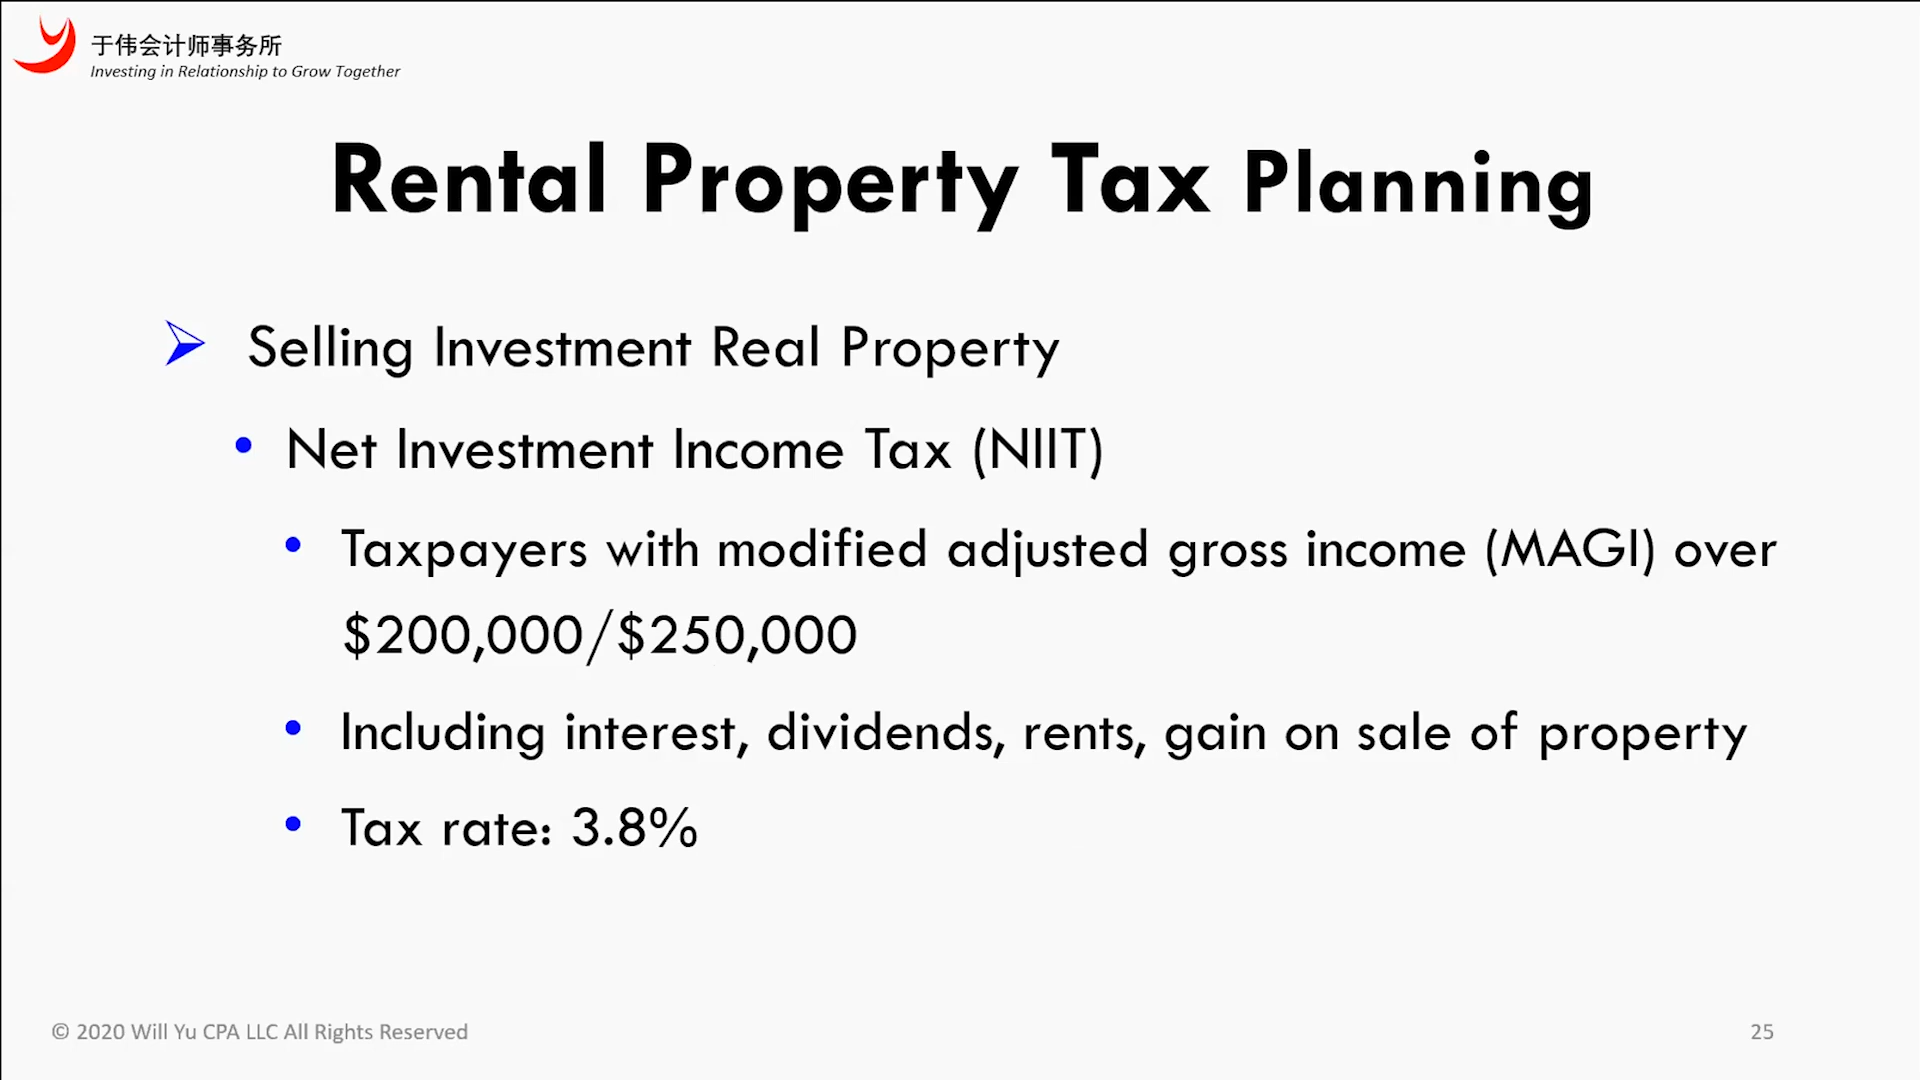 于伟会计师事务所
Investing in Relationship to Grow Together
Rental Property Tax Planning
Selling Investment Real Property
Net Investment Income Tax (NIIT)
Taxpayers with modified adjusted gross income (MAGI) over
$200,000/$250,000
Including interest, dividends, rents, gain on sale of property
Tax rate: 3.8%
© 2020 Will Yu CPA LLC All Rights Reserved
25